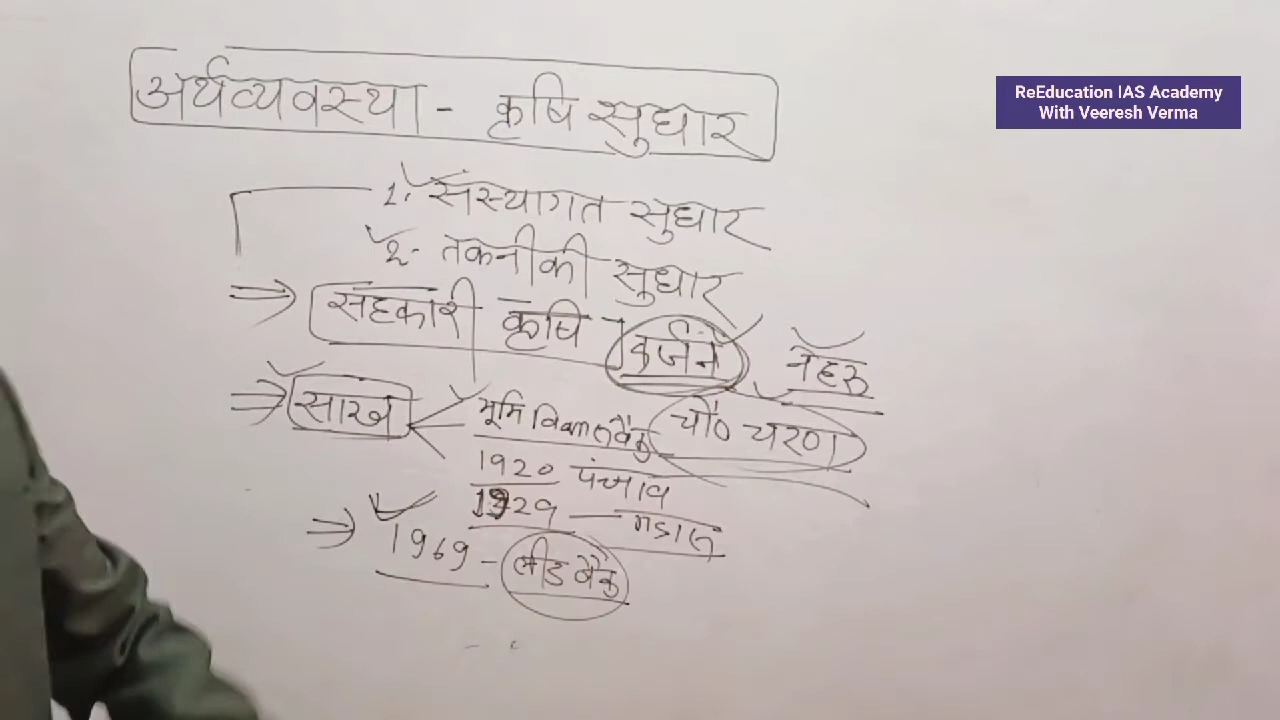 ReEducation IAS Academy
With Veeresh Verma
अर्थव्यवस्था - कृषि सुधार
1. संस्थागत सुधार
2- तकनीकी सुधार
⇒ सहकारी कृषि कर्जन नेहरू
⇒ साख भूमि विकास बैंक चौ० चरण
1920 पंजाब
1929 - मद्रास
⇒ 1969 - लीड बैंक